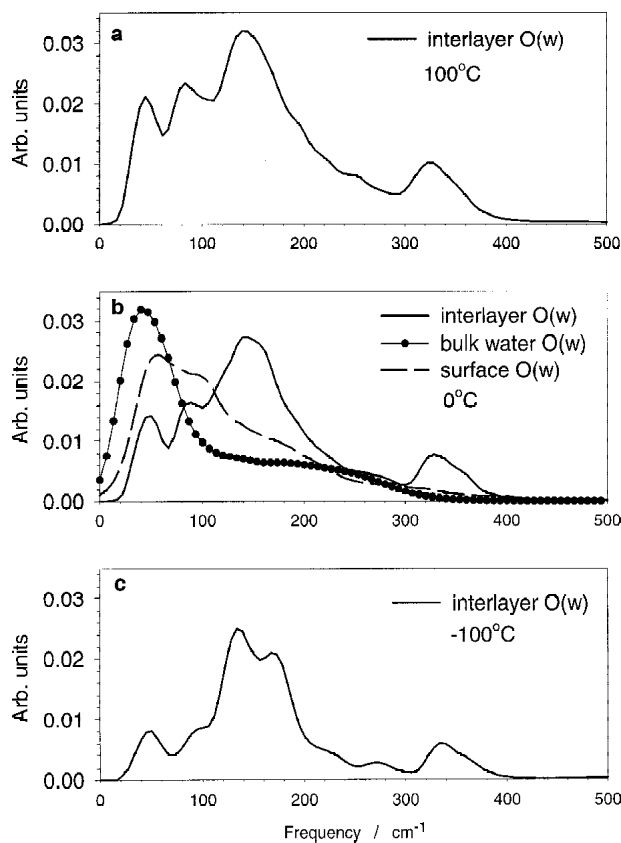 a
interlayer O(w)
100°C
Arb. units
0.03
0.02
0.01
0.00
0 100 200 300 400 500
b
interlayer O(w)
bulk water O(w)
surface O(w)
0°C
Arb. units
0.03
0.02
0.01
0.00
0 100 200 300 400 500
c
interlayer O(w)
-100°C
Arb. units
0.03
0.02
0.01
0.00
0 100 200 300 400 500
Frequency / cm⁻¹